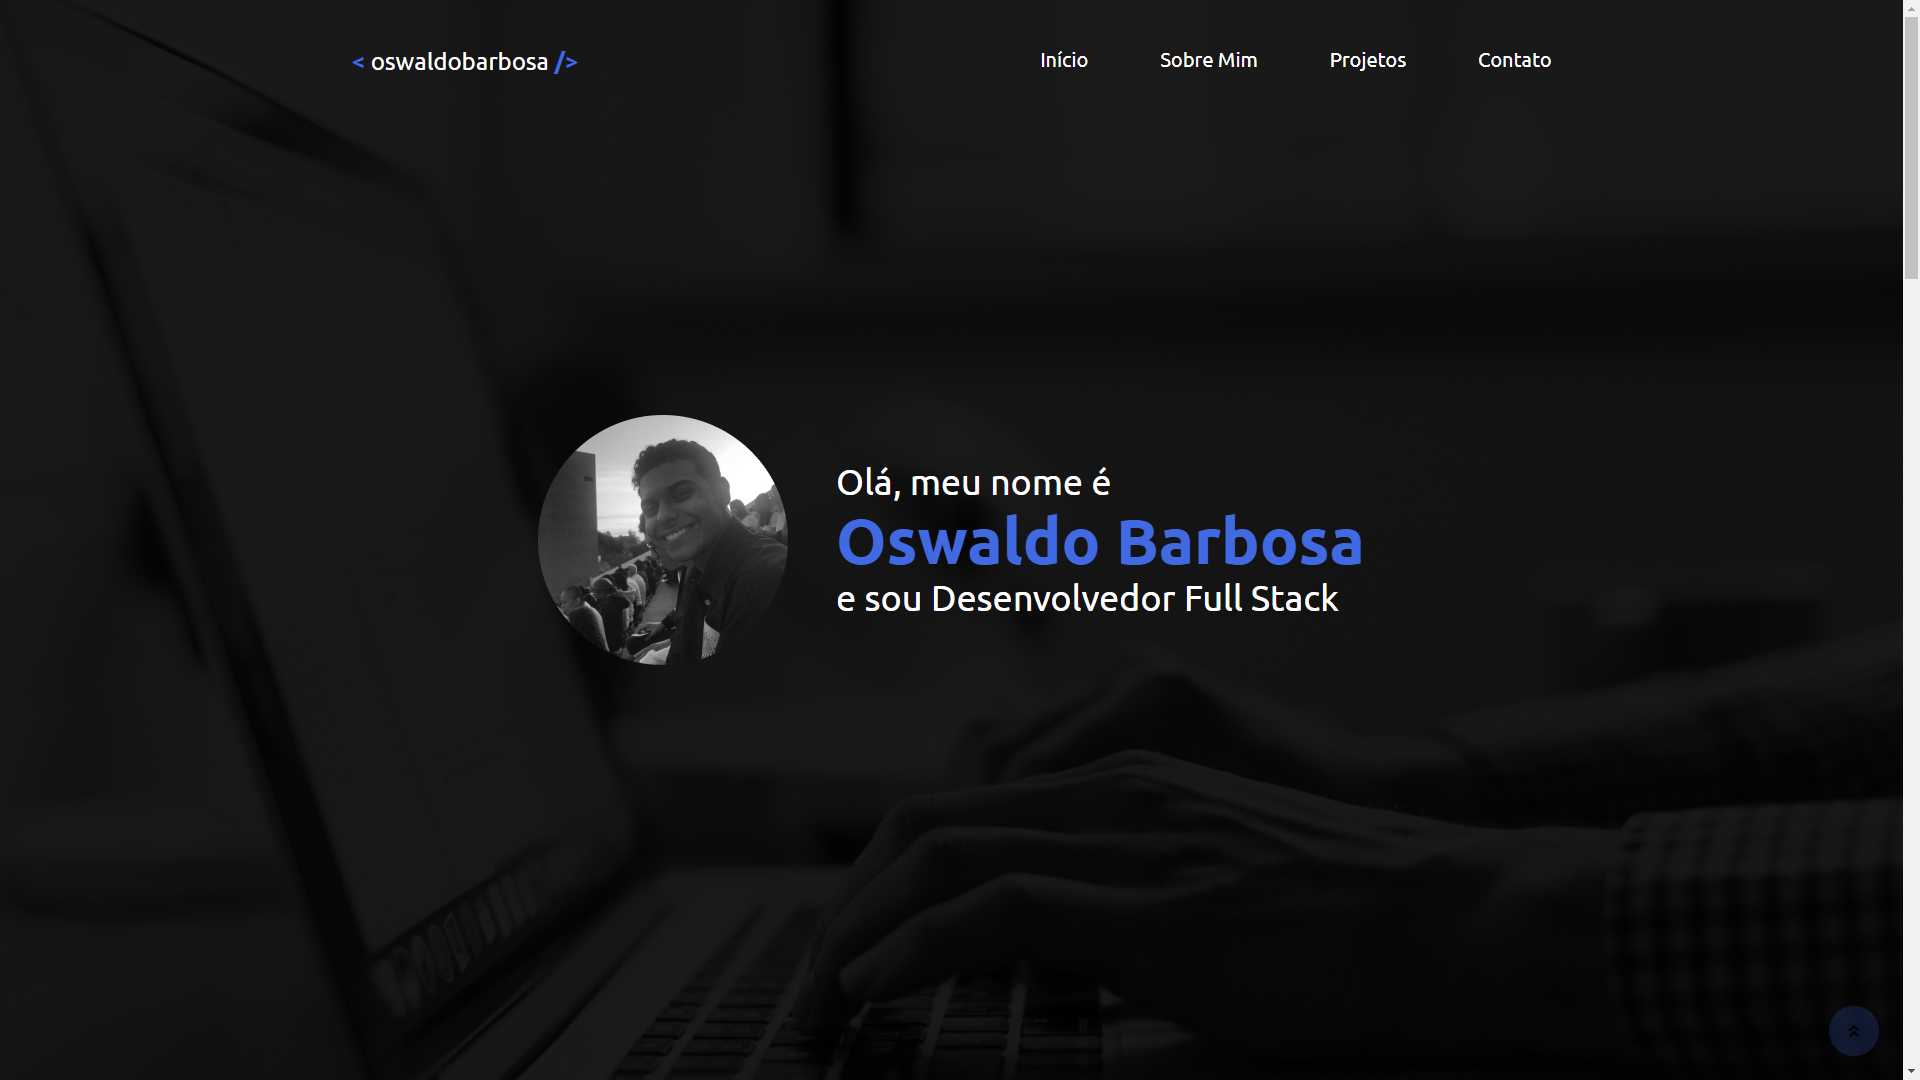 < oswaldobarbosa />
Início
Sobre Mim
Projetos
Contato
Olá, meu nome é
Oswaldo Barbosa
e sou Desenvolvedor Full Stack